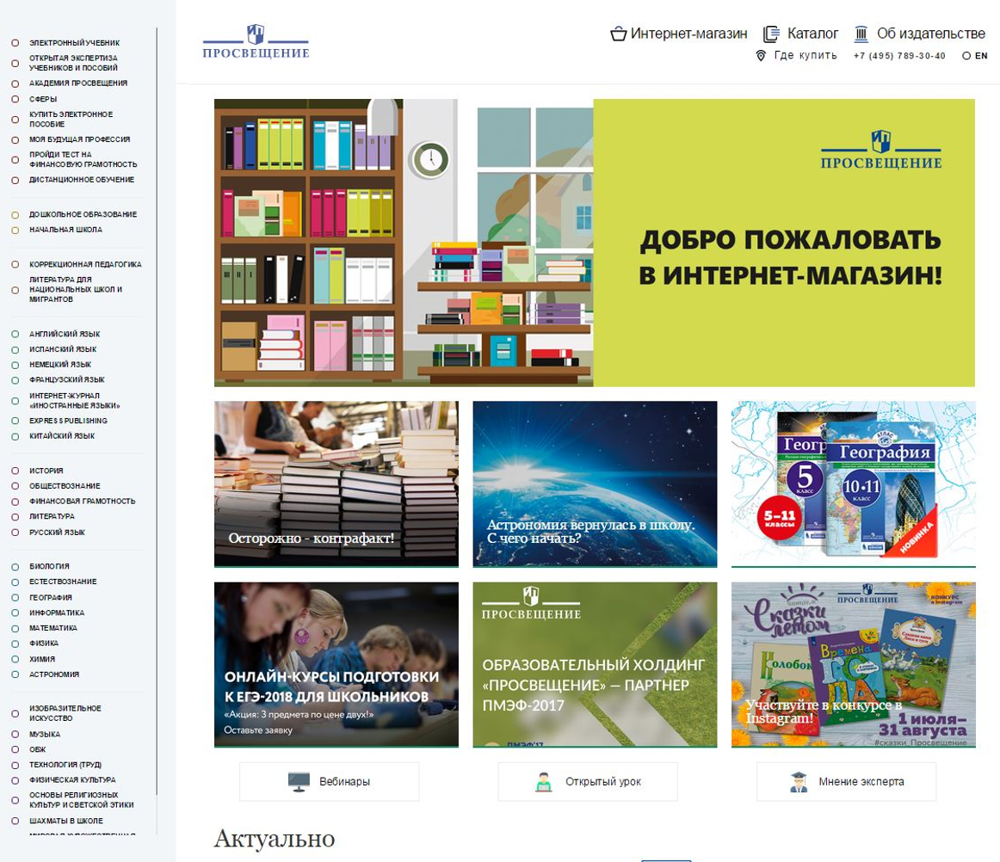 ЭЛЕКТРОННЫЙ УЧЕБНИК
ОТКРЫТАЯ ЭКСПЕРТИЗА
УЧЕБНИКОВ И ПОСОБИЙ
АКАДЕМИЯ ПРОСВЕЩЕНИЯ
СФЕРЫ
КУПИТЬ ЭЛЕКТРОННОЕ
ПОСОБИЕ
МОЯ БУДУЩАЯ ПРОФЕССИЯ
ПРОЙДИ ТЕСТ НА
ФИНАНСОВУЮ ГРАМОТНОСТЬ
ДИСТАНЦИОННОЕ ОБУЧЕНИЕ
ДОШКОЛЬНОЕ ОБРАЗОВАНИЕ
НАЧАЛЬНАЯ ШКОЛА
КОРРЕКЦИОННАЯ ПЕДАГОГИКА
ЛИТЕРАТУРА ДЛЯ
НАЦИОНАЛЬНЫХ ШКОЛ И
МИГРАНТОВ
АНГЛИЙСКИЙ ЯЗЫК
ИСПАНСКИЙ ЯЗЫК
НЕМЕЦКИЙ ЯЗЫК
ФРАНЦУЗСКИЙ ЯЗЫК
ИНТЕРНЕТ-ЖУРНАЛ
«ИНОСТРАННЫЕ ЯЗЫКИ»
EXPRESS PUBLISHING
КИТАЙСКИЙ ЯЗЫК
ИСТОРИЯ
ОБЩЕСТВОЗНАНИЕ
ФИНАНСОВАЯ ГРАМОТНОСТЬ
ЛИТЕРАТУРА
РУССКИЙ ЯЗЫК
БИОЛОГИЯ
ЕСТЕСТВОЗНАНИЕ
ГЕОГРАФИЯ
ИНФОРМАТИКА
МАТЕМАТИКА
ФИЗИКА
ХИМИЯ
АСТРОНОМИЯ
ИЗОБРАЗИТЕЛЬНОЕ
ИСКУССТВО
МУЗЫКА
ОБЖ
ТЕХНОЛОГИЯ (ТРУД)
ФИЗИЧЕСКАЯ КУЛЬТУРА
ОСНОВЫ РЕЛИГИОЗНЫХ
КУЛЬТУР И СВЕТСКОЙ ЭТИКИ
ШАХМАТЫ В ШКОЛЕ
МИРОВАЯ ХУДОЖЕСТВЕННАЯ
ПРОСВЕЩЕНИЕ
Интернет-магазин Каталог Об издательстве
Где купить +7 (495) 789-30-40 EN
ПРОСВЕЩЕНИЕ
ДОБРО ПОЖАЛОВАТЬ
В ИНТЕРНЕТ-МАГАЗИН!
Осторожно - контрафакт!
Астрономия вернулась в школу.
С чего начать?
АТЛАС
Геогр
География
5
класс
10-11
класс
5–11
классы
НОВИНКА
ОНЛАЙН-КУРСЫ ПОДГОТОВКИ
К ЕГЭ-2018 ДЛЯ ШКОЛЬНИКОВ
«Акция: 3 предмета по цене двух!»
Оставьте заявку
ПРОСВЕЩЕНИЕ
ОБРАЗОВАТЕЛЬНЫЙ ХОЛДИНГ
«ПРОСВЕЩЕНИЕ» – ПАРТНЕР
ПМЭФ-2017
ПМЭФ'17
ПРОСВЕЩЕНИЕ
КОНКУРС
в Instagram
читаем
Сказки
летом
Колобок
Времена
ГОДА
Участвуйте в конкурсе в
Instagram!
1 июля–
31 августа
#сказки_Просвещение
Вебинары
Открытый урок
Мнение эксперта
Актуально